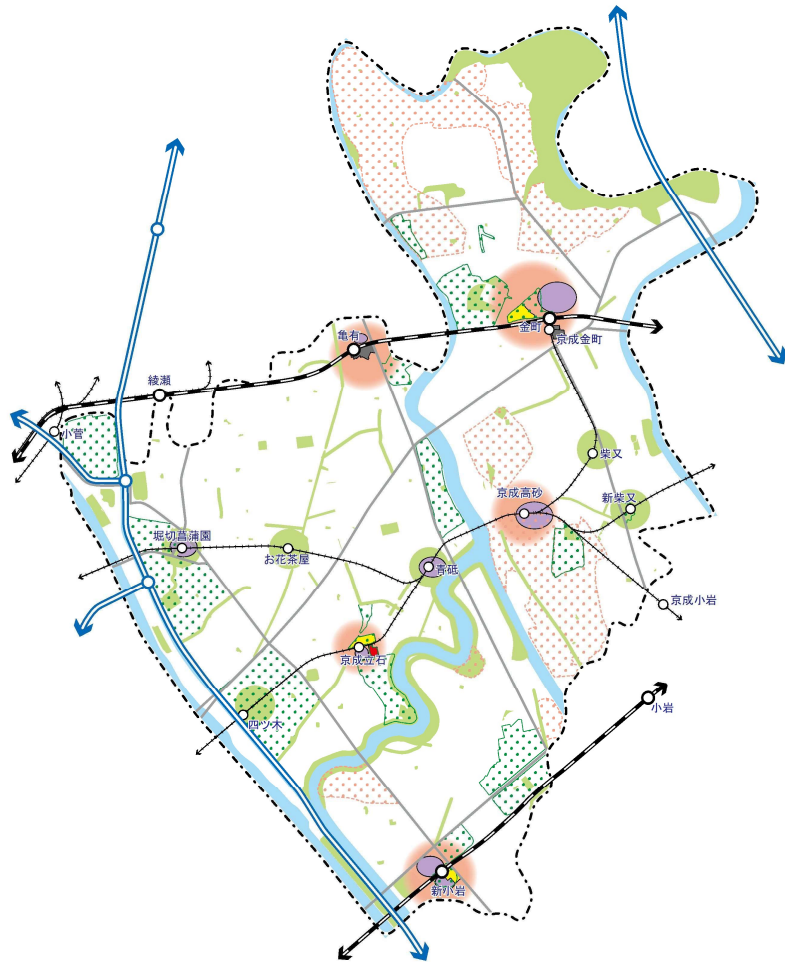 金町
亀有
京成金町
綾瀬
小菅
柴又
京成高砂
新柴又
堀切菖蒲園
お花茶屋
青砥
京成小岩
京成立石
四ツ木
小岩
新小岩